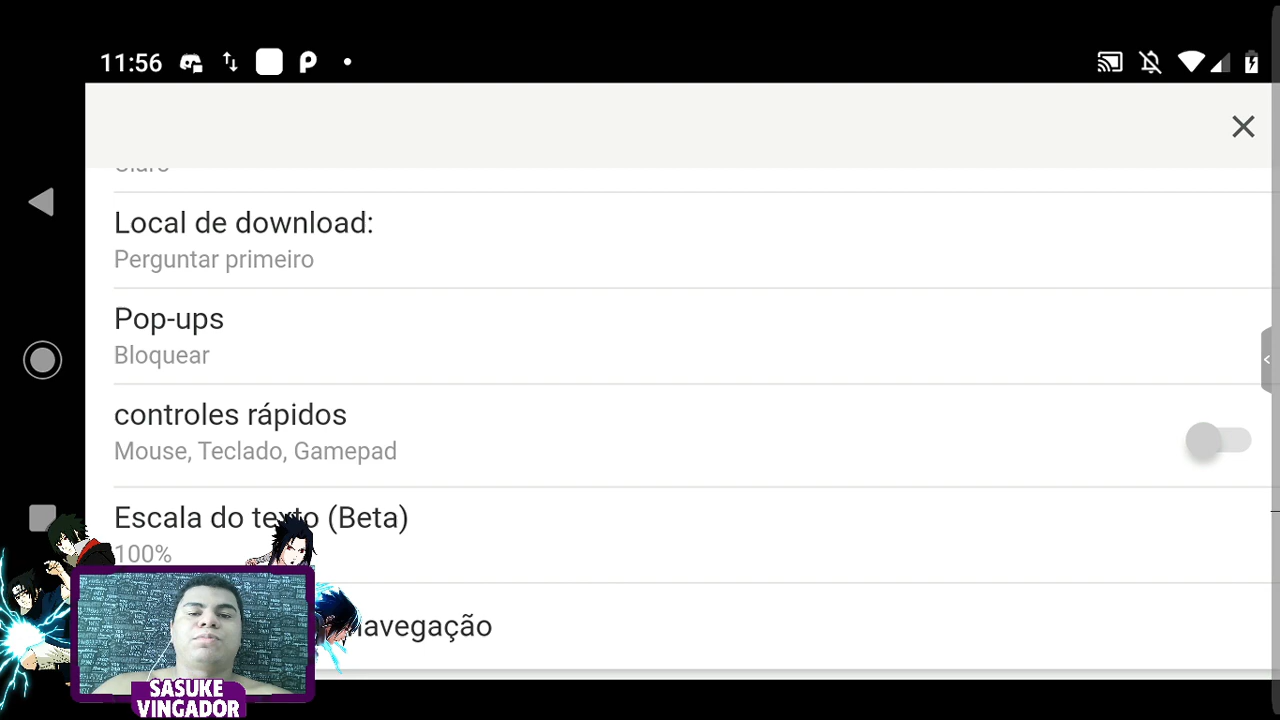 11:56
Local de download:
Perguntar primeiro
Pop-ups
Bloquear
controles rápidos
Mouse, Teclado, Gamepad
Escala do texto (Beta)
100%
navegação
SASUKE
VINGADOR